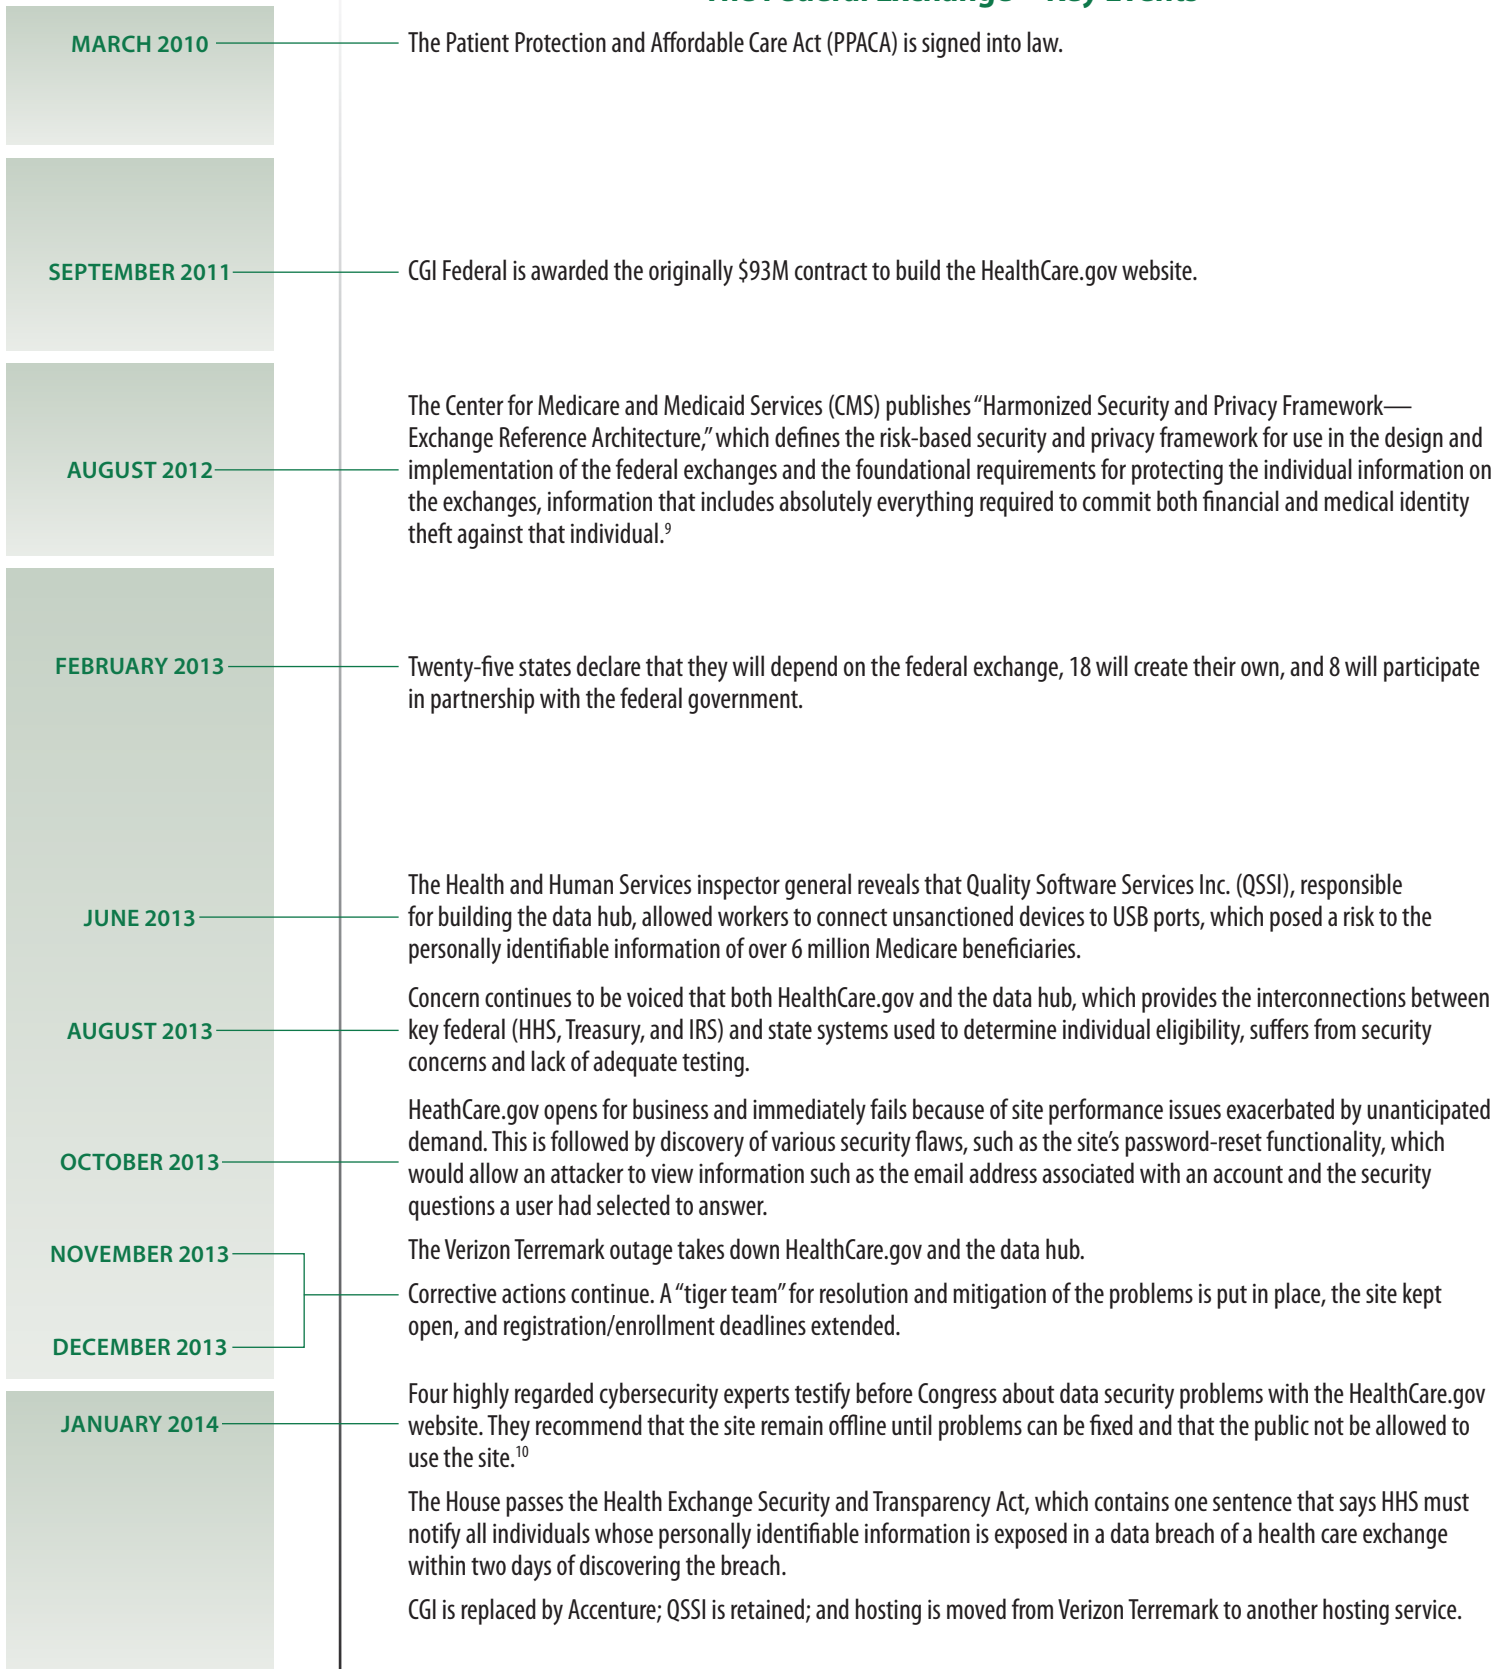 The Federal Exchange—Key Events
MARCH 2010
The Patient Protection and Affordable Care Act (PPACA) is signed into law.
SEPTEMBER 2011
CGI Federal is awarded the originally $93M contract to build the HealthCare.gov website.
AUGUST 2012
The Center for Medicare and Medicaid Services (CMS) publishes “Harmonized Security and Privacy Framework—
Exchange Reference Architecture,” which defines the risk-based security and privacy framework for use in the design and
implementation of the federal exchanges and the foundational requirements for protecting the individual information on
the exchanges, information that includes absolutely everything required to commit both financial and medical identity
theft against that individual.9
FEBRUARY 2013
Twenty-five states declare that they will depend on the federal exchange, 18 will create their own, and 8 will participate
in partnership with the federal government.
JUNE 2013
The Health and Human Services inspector general reveals that Quality Software Services Inc. (QSSI), responsible
for building the data hub, allowed workers to connect unsanctioned devices to USB ports, which posed a risk to the
personally identifiable information of over 6 million Medicare beneficiaries.
AUGUST 2013
Concern continues to be voiced that both HealthCare.gov and the data hub, which provides the interconnections between
key federal (HHS, Treasury, and IRS) and state systems used to determine individual eligibility, suffers from security
concerns and lack of adequate testing.
OCTOBER 2013
HeathCare.gov opens for business and immediately fails because of site performance issues exacerbated by unanticipated
demand. This is followed by discovery of various security flaws, such as the site’s password-reset functionality, which
would allow an attacker to view information such as the email address associated with an account and the security
questions a user had selected to answer.
NOVEMBER 2013
The Verizon Terremark outage takes down HealthCare.gov and the data hub.
Corrective actions continue. A “tiger team” for resolution and mitigation of the problems is put in place, the site kept
open, and registration/enrollment deadlines extended.
DECEMBER 2013
JANUARY 2014
Four highly regarded cybersecurity experts testify before Congress about data security problems with the HealthCare.gov
website. They recommend that the site remain offline until problems can be fixed and that the public not be allowed to
use the site.10
The House passes the Health Exchange Security and Transparency Act, which contains one sentence that says HHS must
notify all individuals whose personally identifiable information is exposed in a data breach of a health care exchange
within two days of discovering the breach.
CGI is replaced by Accenture; QSSI is retained; and hosting is moved from Verizon Terremark to another hosting service.